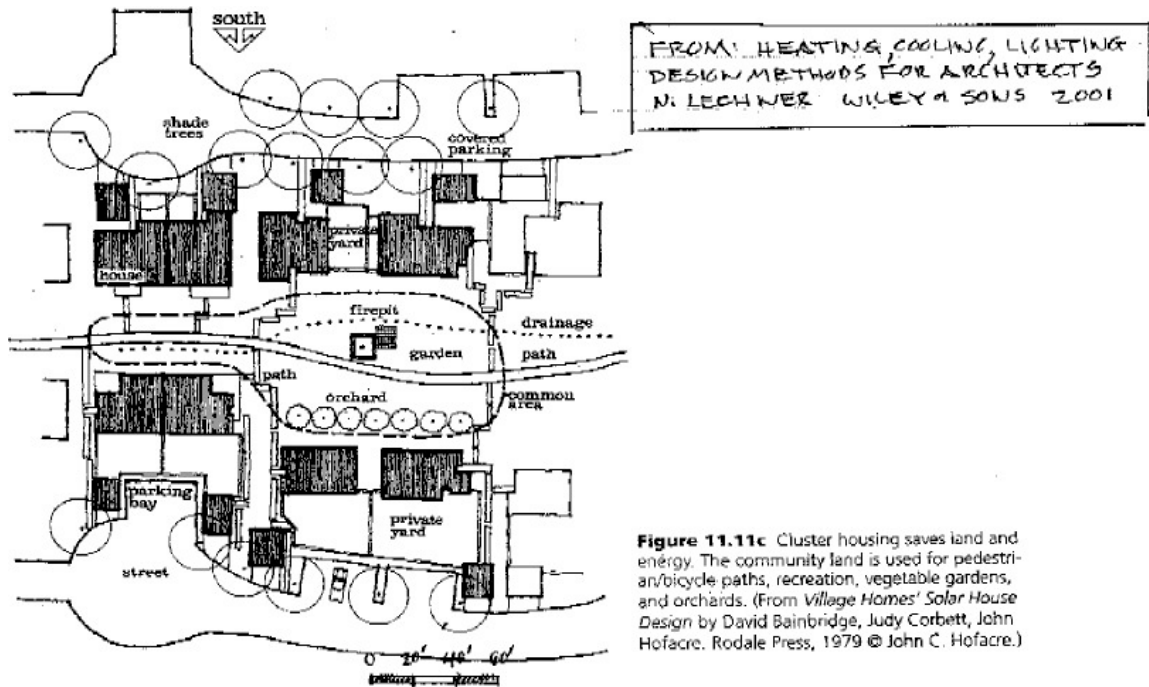 south
FROM: HEATING, COOLING, LIGHTING
DESIGN METHODS FOR ARCHITECTS
N. LECHNER WILEY & SONS 2001
shade
trees
covered
parking
private
yard
house
firepit
drainage
garden
path
path
common
area
orchard
parking
bay
private
yard
street
0 20' 40' 60'
Figure 11.11c Cluster housing saves land and
energy. The community land is used for pedestri-
an/bicycle paths, recreation, vegetable gardens,
and orchards. (From Village Homes' Solar House
Design by David Bainbridge, Judy Corbett, John
Hofacre. Rodale Press, 1979 © John C. Hofacre.)